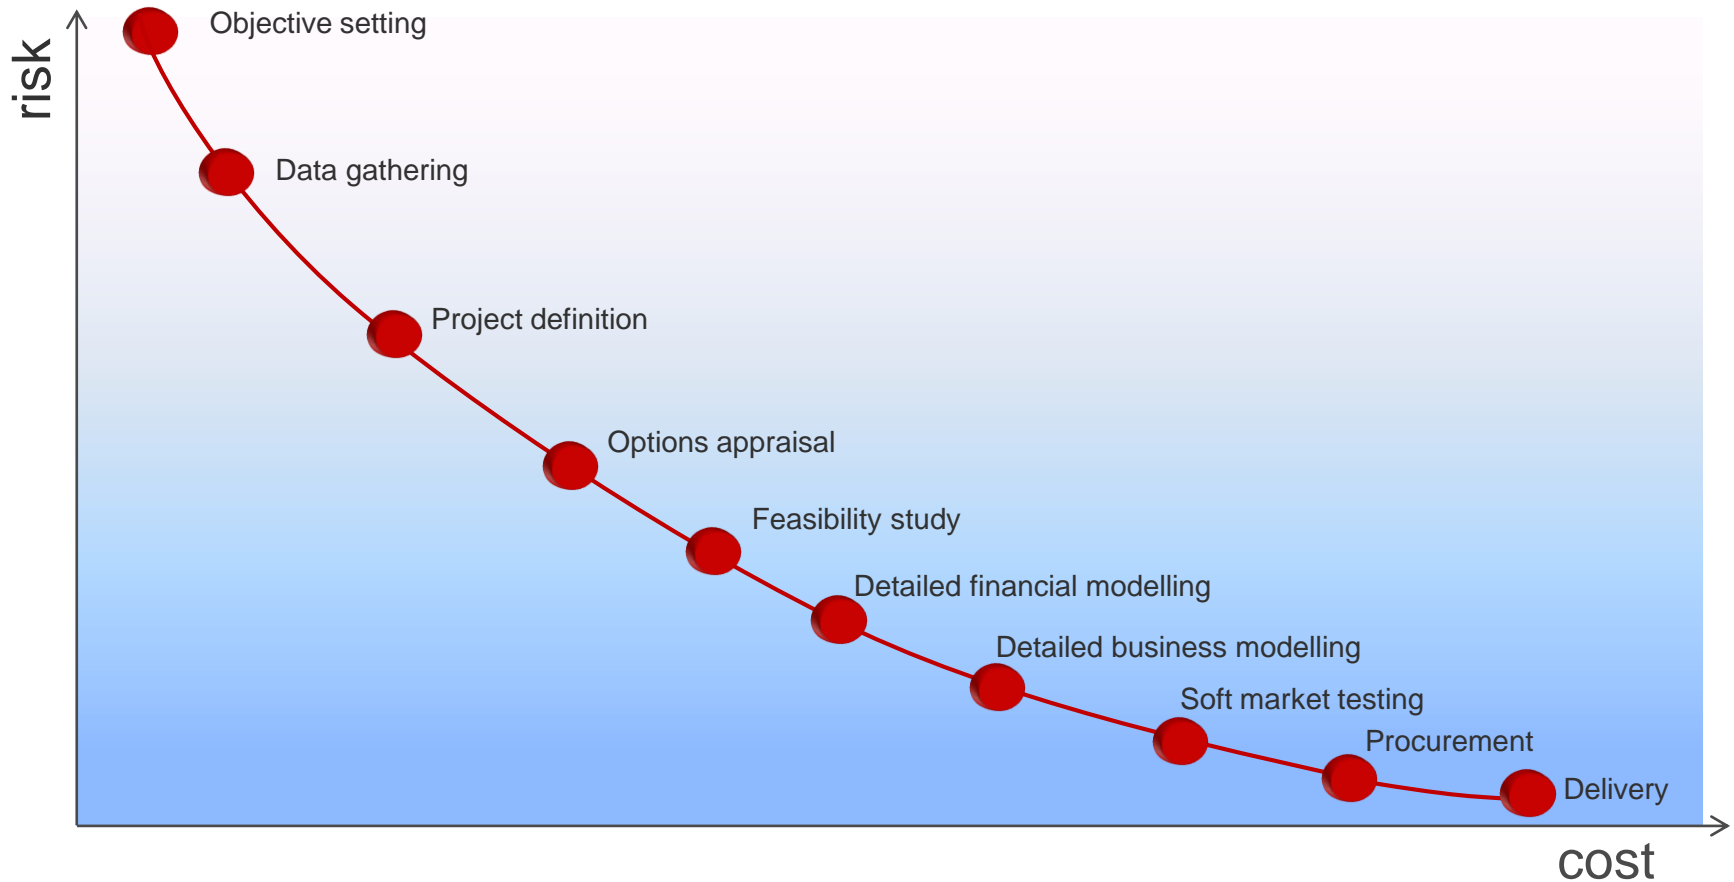 risk
Objective setting
Data gathering
Project definition
Options appraisal
Feasibility study
Detailed financial modelling
Detailed business modelling
Soft market testing
Procurement
Delivery
cost